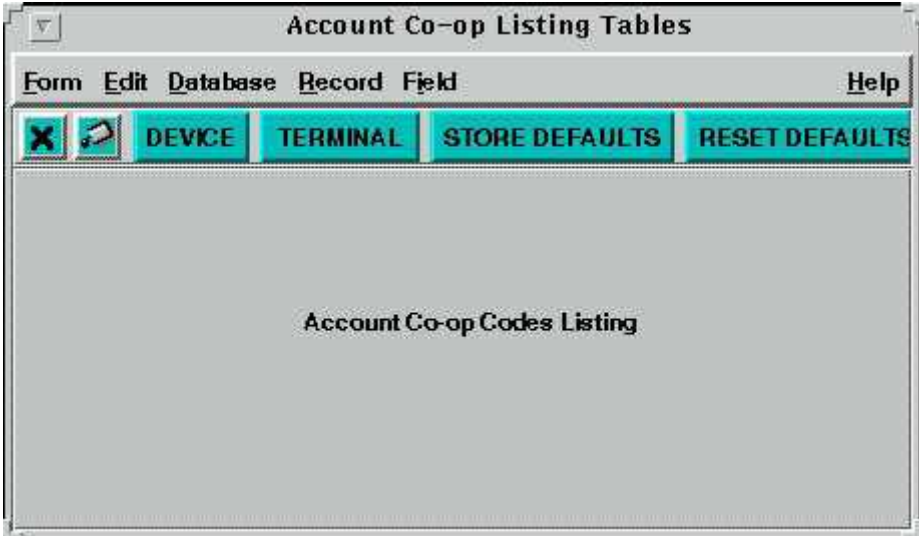 Account Co-op Listing Tables
Form Edit Database Record Field Help
DEVICE TERMINAL STORE DEFAULTS RESET DEFAULTS
Account Co-op Codes Listing